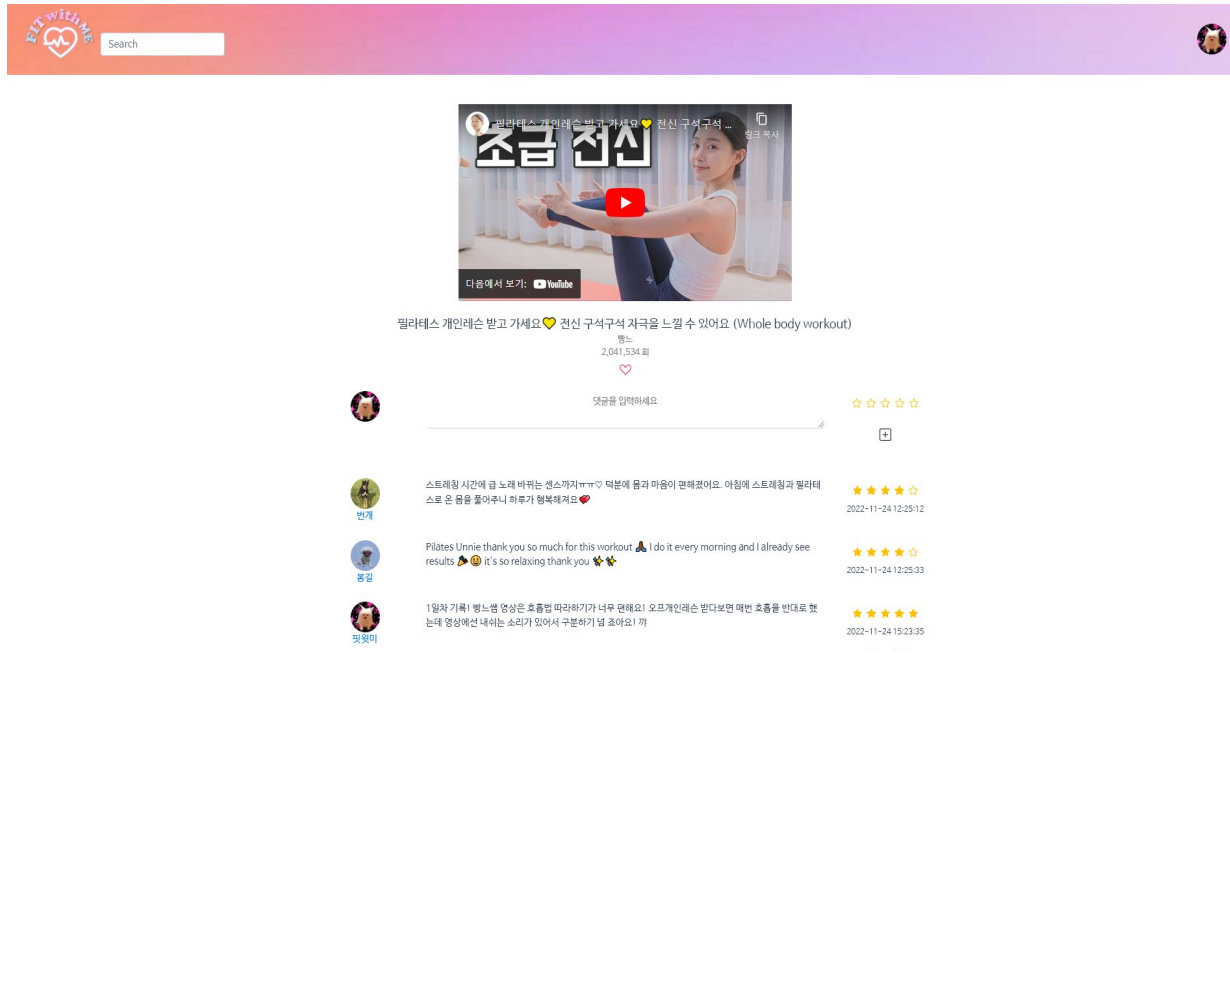 FIT with ME
Search
필라테스 개인레슨 받고 가세요💛 전신 구석구석 ...
링크 복사
초급 전신
다음에서 보기: YouTube
필라테스 개인레슨 받고 가세요💛 전신 구석구석 자극을 느낄 수 있어요 (Whole body workout)
빵느
2,041,534 회
댓글을 입력하세요
스트레칭 시간에 급 노래 바뀌는 센스까지ㅠㅠ♡ 덕분에 몸과 마음이 편해졌어요. 아침에 스트레칭과 필라테
스로 온 몸을 풀어주니 하루가 행복해져요💕
번개
2022-11-24 12:25:12
Pilates Unnie thank you so much for this workout 🙏🏾 I do it every morning and I already see
results 🎉🥲 it's so relaxing thank you ✨✨
봉길
2022-11-24 12:25:33
1일차 기록! 빵느쌤 영상은 호흡법 따라하기가 너무 편해요! 오프개인레슨 받다보면 매번 호흡을 반대로 했
는데 영상에선 내쉬는 소리가 있어서 구분하기 넘 죠아요! 꺄
핏윗미
2022-11-24 15:23:35